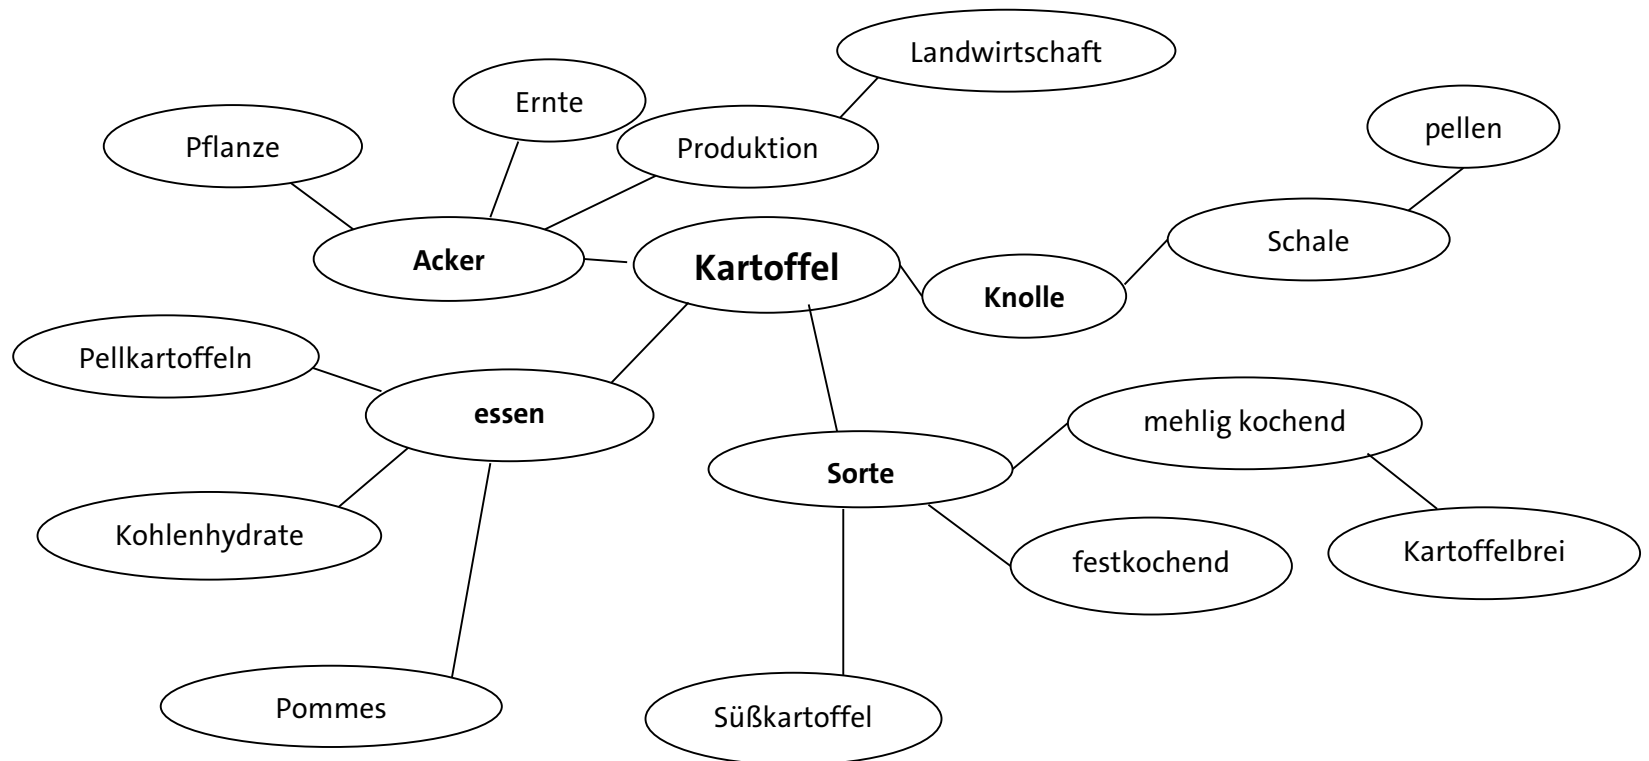 Landwirtschaft
Ernte
Pflanze
Produktion
pellen
Acker
Kartoffel
Schale
Knolle
Pellkartoffeln
essen
mehlig kochend
Sorte
Kohlenhydrate
festkochend
Kartoffelbrei
Pommes
Süßkartoffel